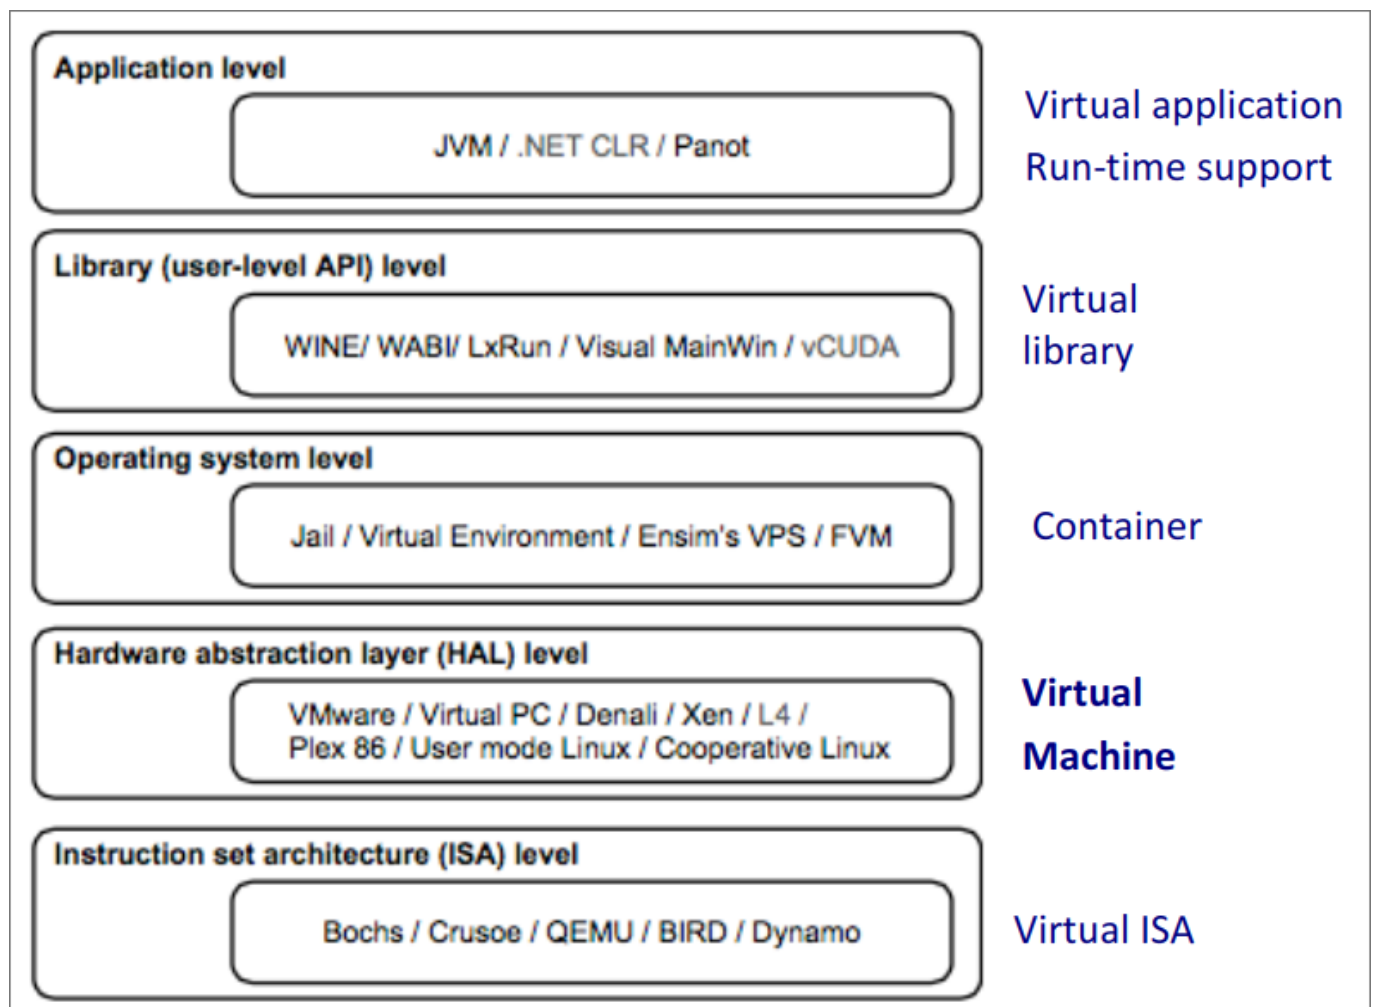 Application level
JVM / .NET CLR / Panot
Virtual application
Run-time support
Library (user-level API) level
WINE/ WABI/ LxRun / Visual MainWin / vCUDA
Virtual
library
Operating system level
Jail / Virtual Environment / Ensim's VPS / FVM
Container
Hardware abstraction layer (HAL) level
VMware / Virtual PC / Denali / Xen / L4 /
Plex 86 / User mode Linux / Cooperative Linux
Virtual
Machine
Instruction set architecture (ISA) level
Bochs / Crusoe / QEMU / BIRD / Dynamo
Virtual ISA